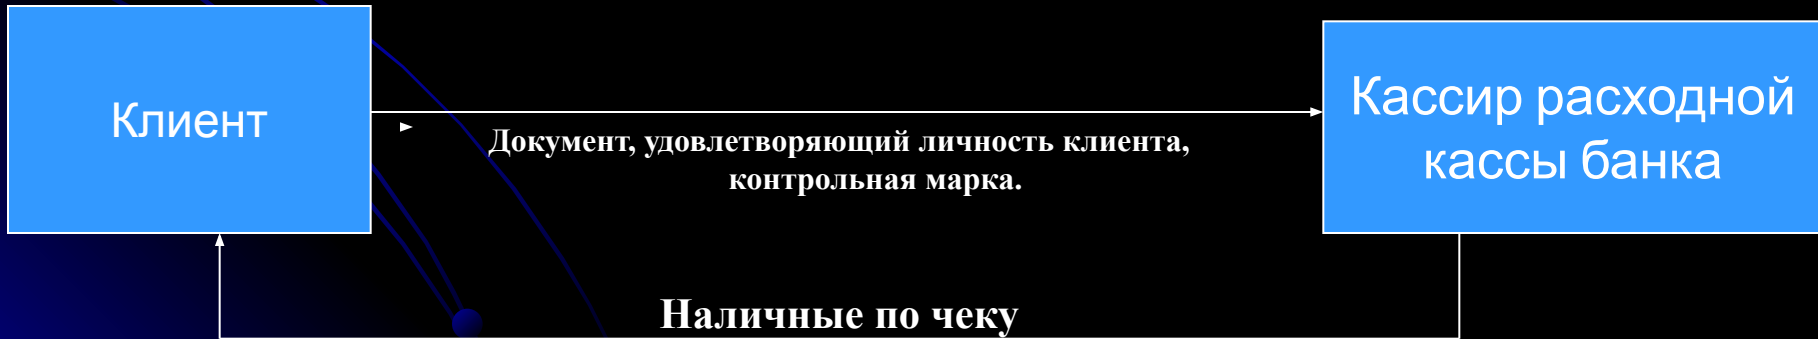 Клиент
Документ, удовлетворяющий личность клиента,
контрольная марка.
Кассир расходной
кассы банка
Наличные по чеку